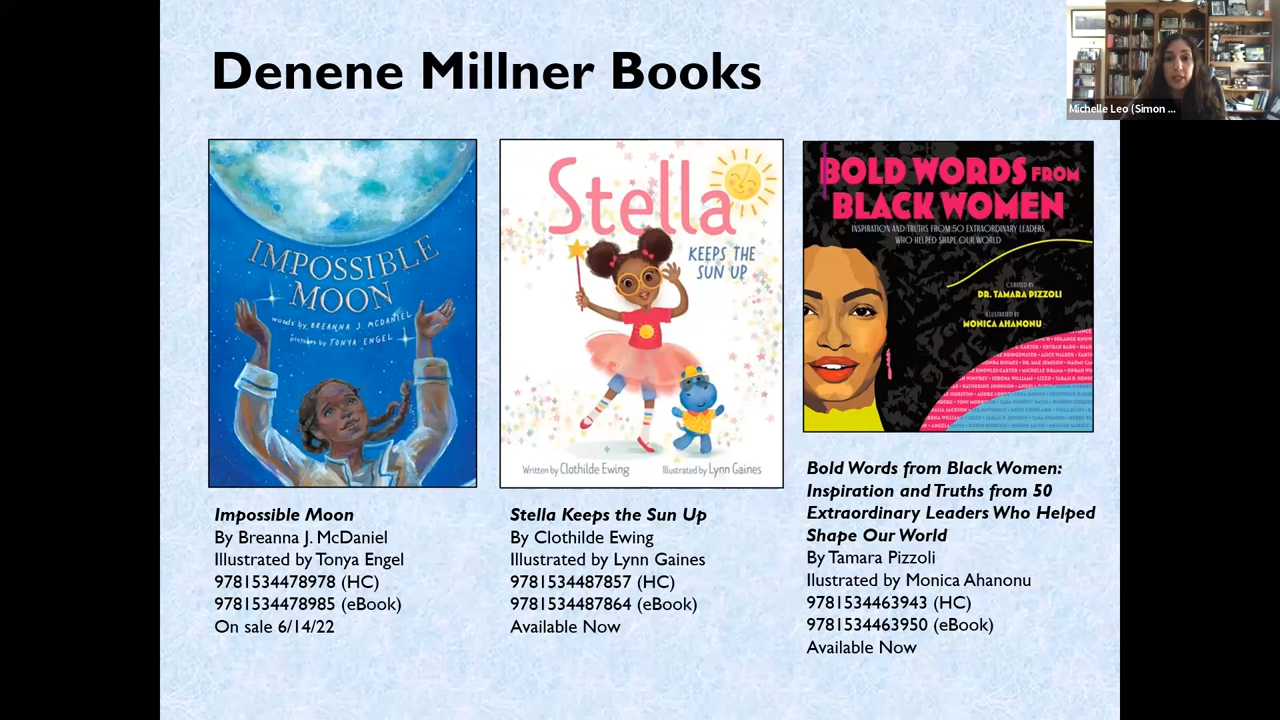 Denene Millner Books
Michelle Leo (Simon ...
IMPOSSIBLE
MOON
words by BREANNA J. MCDANIEL
pictures by TONYA ENGEL
Stella
KEEPS THE
SUN UP
Written by Clothilde Ewing
Illustrated by Lynn Gaines
BOLD WORDS FROM
BLACK WOMEN
INSPIRATION AND TRUTHS FROM 50 EXTRAORDINARY LEADERS
WHO HELPED SHAPE OUR WORLD
CURATED BY
DR. TAMARA PIZZOLI
ILLUSTRATED BY
MONICA AHANONU
Impossible Moon
By Breanna J. McDaniel
Illustrated by Tonya Engel
9781534478978 (HC)
9781534478985 (eBook)
On sale 6/14/22
Stella Keeps the Sun Up
By Clothilde Ewing
Illustrated by Lynn Gaines
9781534487857 (HC)
9781534487864 (eBook)
Available Now
Bold Words from Black Women:
Inspiration and Truths from 50
Extraordinary Leaders Who Helped
Shape Our World
By Tamara Pizzoli
Ilustrated by Monica Ahanonu
9781534463943 (HC)
9781534463950 (eBook)
Available Now